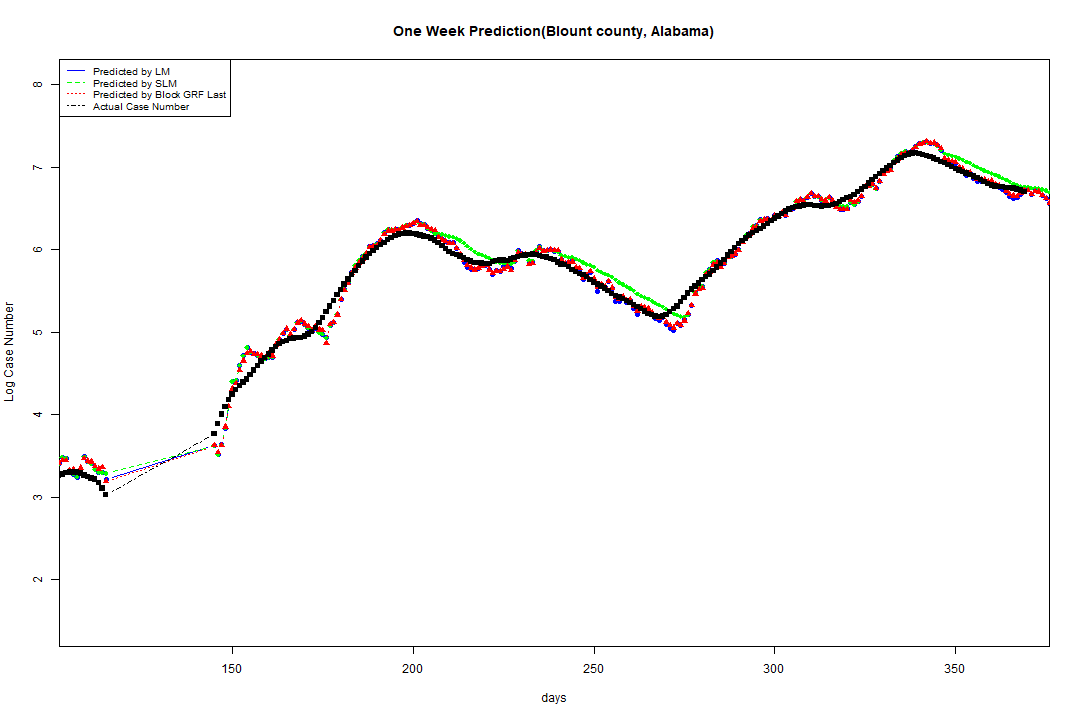 One Week Prediction(Blount county, Alabama)
Predicted by LM
Predicted by SLM
Predicted by Block GRF Last
Actual Case Number
8
7
6
5
4
3
2
Log Case Number
150 200 250 300 350
days